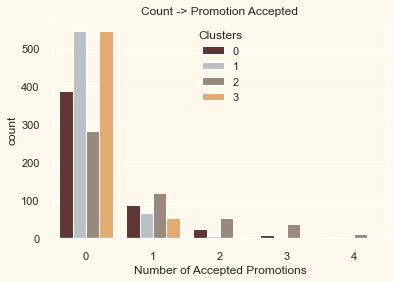 Count -> Promotion Accepted
Clusters
0
1
2
3
count
500
400
300
200
100
0
0 1 2 3 4
Number of Accepted Promotions